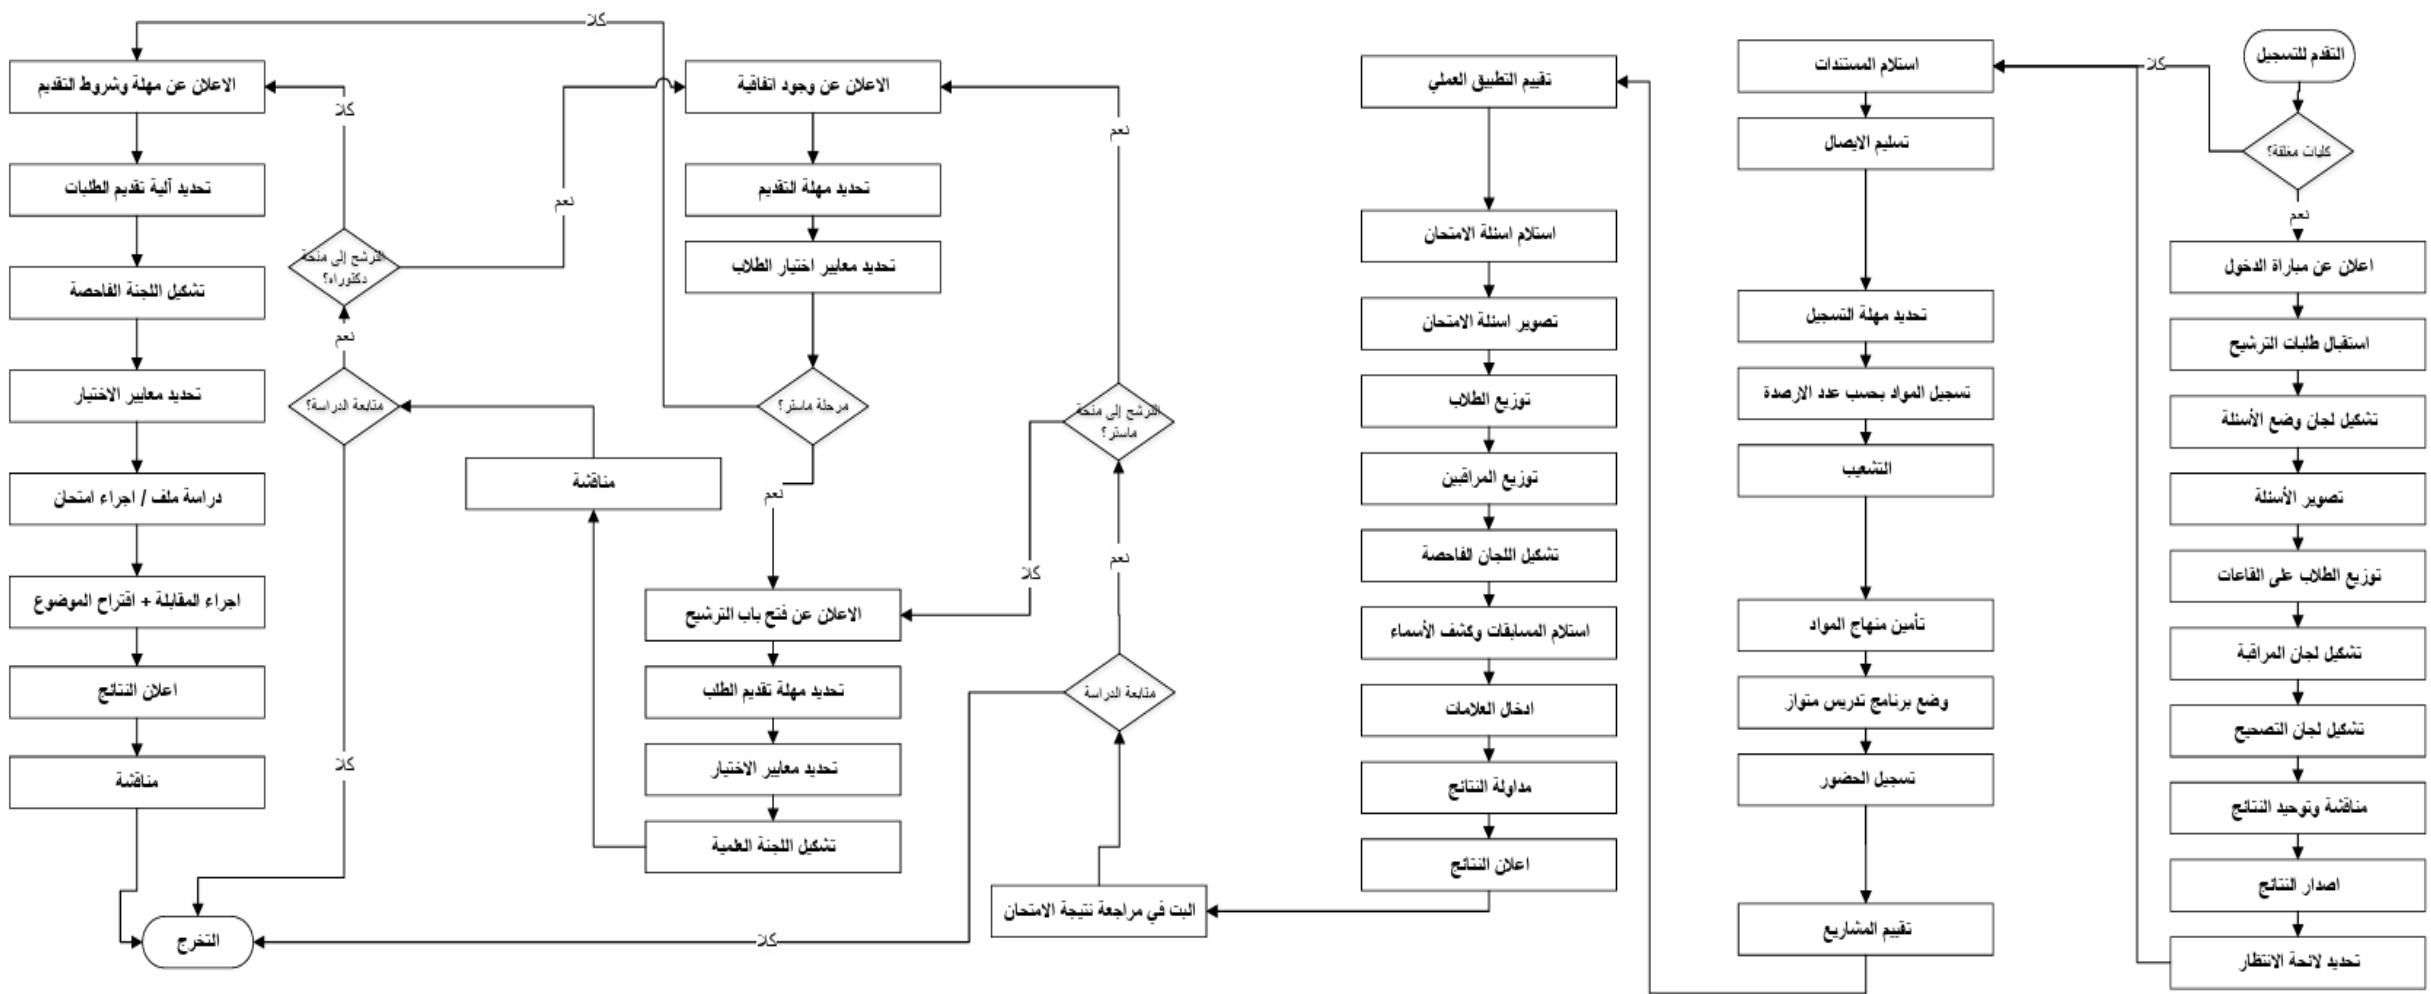 التقدم للتسجيل
كليات مغلقة؟
كلا
نعم
اعلان عن مباراة الدخول
استقبال طلبات الترشيح
تشكيل لجان وضع الأسئلة
تصوير الأسئلة
توزيع الطلاب على القاعات
تشكيل لجان المراقبة
تشكيل لجان التصحيح
مناقشة وتوحيد النتائج
اصدار النتائج
تحديد لائحة الانتظار
استلام المستندات
تسليم الايصال
تحديد مهلة التسجيل
تسجيل المواد بحسب عدد الارصدة
التشعيب
تأمين منهاج المواد
وضع برنامج تدريس متواز
تسجيل الحضور
تقييم المشاريع
تقييم التطبيق العملي
استلام اسئلة الامتحان
تصوير اسئلة الامتحان
توزيع الطلاب
توزيع المراقبين
تشكيل اللجان الفاحصة
استلام المسابقات وكشف الأسماء
ادخال العلامات
مداولة النتائج
اعلان النتائج
البت في مراجعة نتيجة الامتحان
متابعة الدراسة
كلا
نعم
الترشح إلى منحة
ماستر؟
نعم
كلا
الاعلان عن وجود اتفاقية
تحديد مهلة التقديم
تحديد معايير اختيار الطلاب
مرحلة ماستر؟
كلا
نعم
الاعلان عن فتح باب الترشيح
تحديد مهلة تقديم الطلب
تحديد معايير الاختيار
تشكيل اللجنة العلمية
مناقشة
متابعة الدراسة؟
نعم
كلا
الترشح إلى منحة
دكتوراه؟
نعم
كلا
الاعلان عن مهلة وشروط التقديم
تحديد آلية تقديم الطلبات
تشكيل اللجنة الفاحصة
تحديد معايير الاختيار
دراسة ملف / اجراء امتحان
اجراء المقابلة + اقتراح الموضوع
اعلان النتائج
مناقشة
التخرج